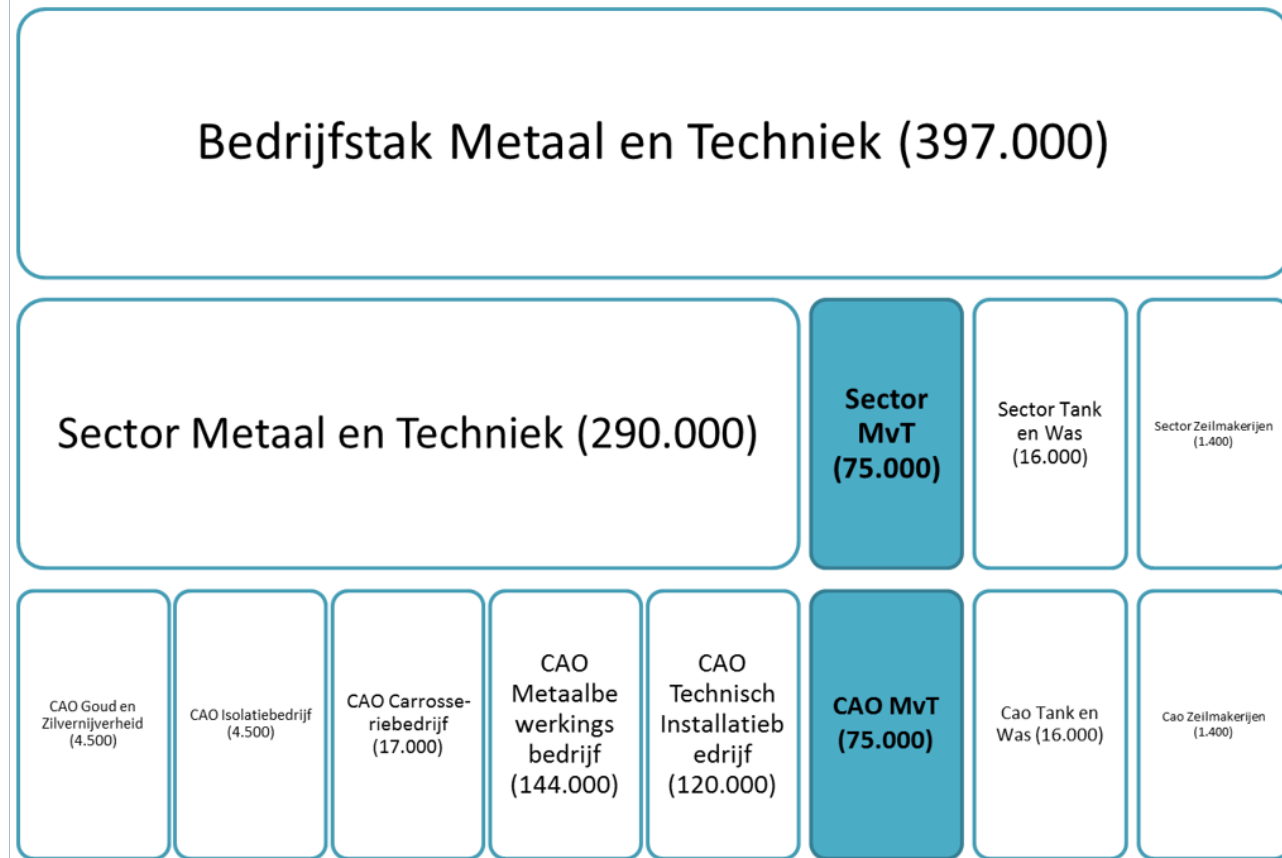 Bedrijfstak Metaal en Techniek (397.000)
Sector Metaal en Techniek (290.000)
Sector
MvT
(75.000)
Sector Tank
en Was
(16.000)
Sector Zeilmakerijen
(1.400)
CAO Goud en
Zilvernijverheid
(4.500)
CAO Isolatiebedrijf
(4.500)
CAO Carrosse-
riebedrijf
(17.000)
CAO
Metaalbe
werkings
bedrijf
(144.000)
CAO
Technisch
Installatieb
edrijf
(120.000)
CAO MvT
(75.000)
Cao Tank en
Was (16.000)
Cao Zeilmakerijen
(1.400)